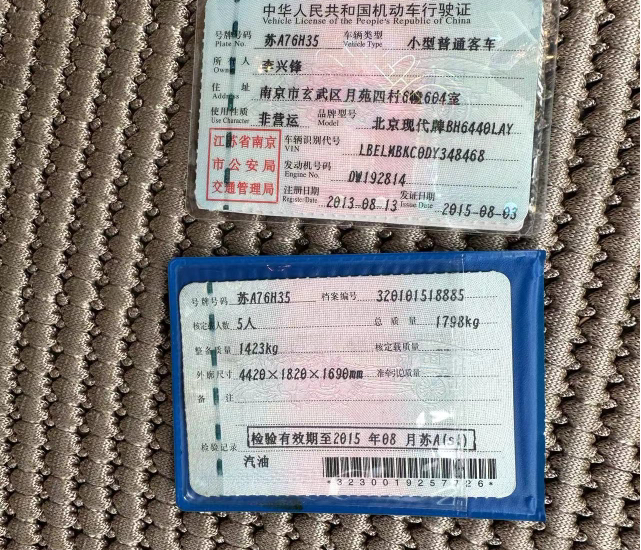 中华人民共和国机动车行驶证
Vehicle License of the People's Republic of China
号牌号码 苏A76H35 车辆类型 小型普通客车
Plate No. Vehicle Type
所有人 李兴锋
Owner
住址 南京市玄武区月苑四村6幢604室
Address
使用性质 非营运 品牌型号 北京现代牌BH6440LAY
Use Character Model
江苏省南京
市公安局
交通管理局
车辆识别代号 LBELMBKC0DY348468
VIN
发动机号码 DW192814
Engine No.
注册日期 2013-08-13 发证日期 2015-08-03
Register Date Issue Date
号牌号码 苏A76H35 档案编号 320101518885
核定载人数 5人 总质量 1798kg
整备质量 1423kg 核定载质量
外廓尺寸 4420×1820×1690mm 准牵引总质量
备注
检验记录 检验有效期至2015 年08 月苏A(s1)
汽油
*3230019257726*